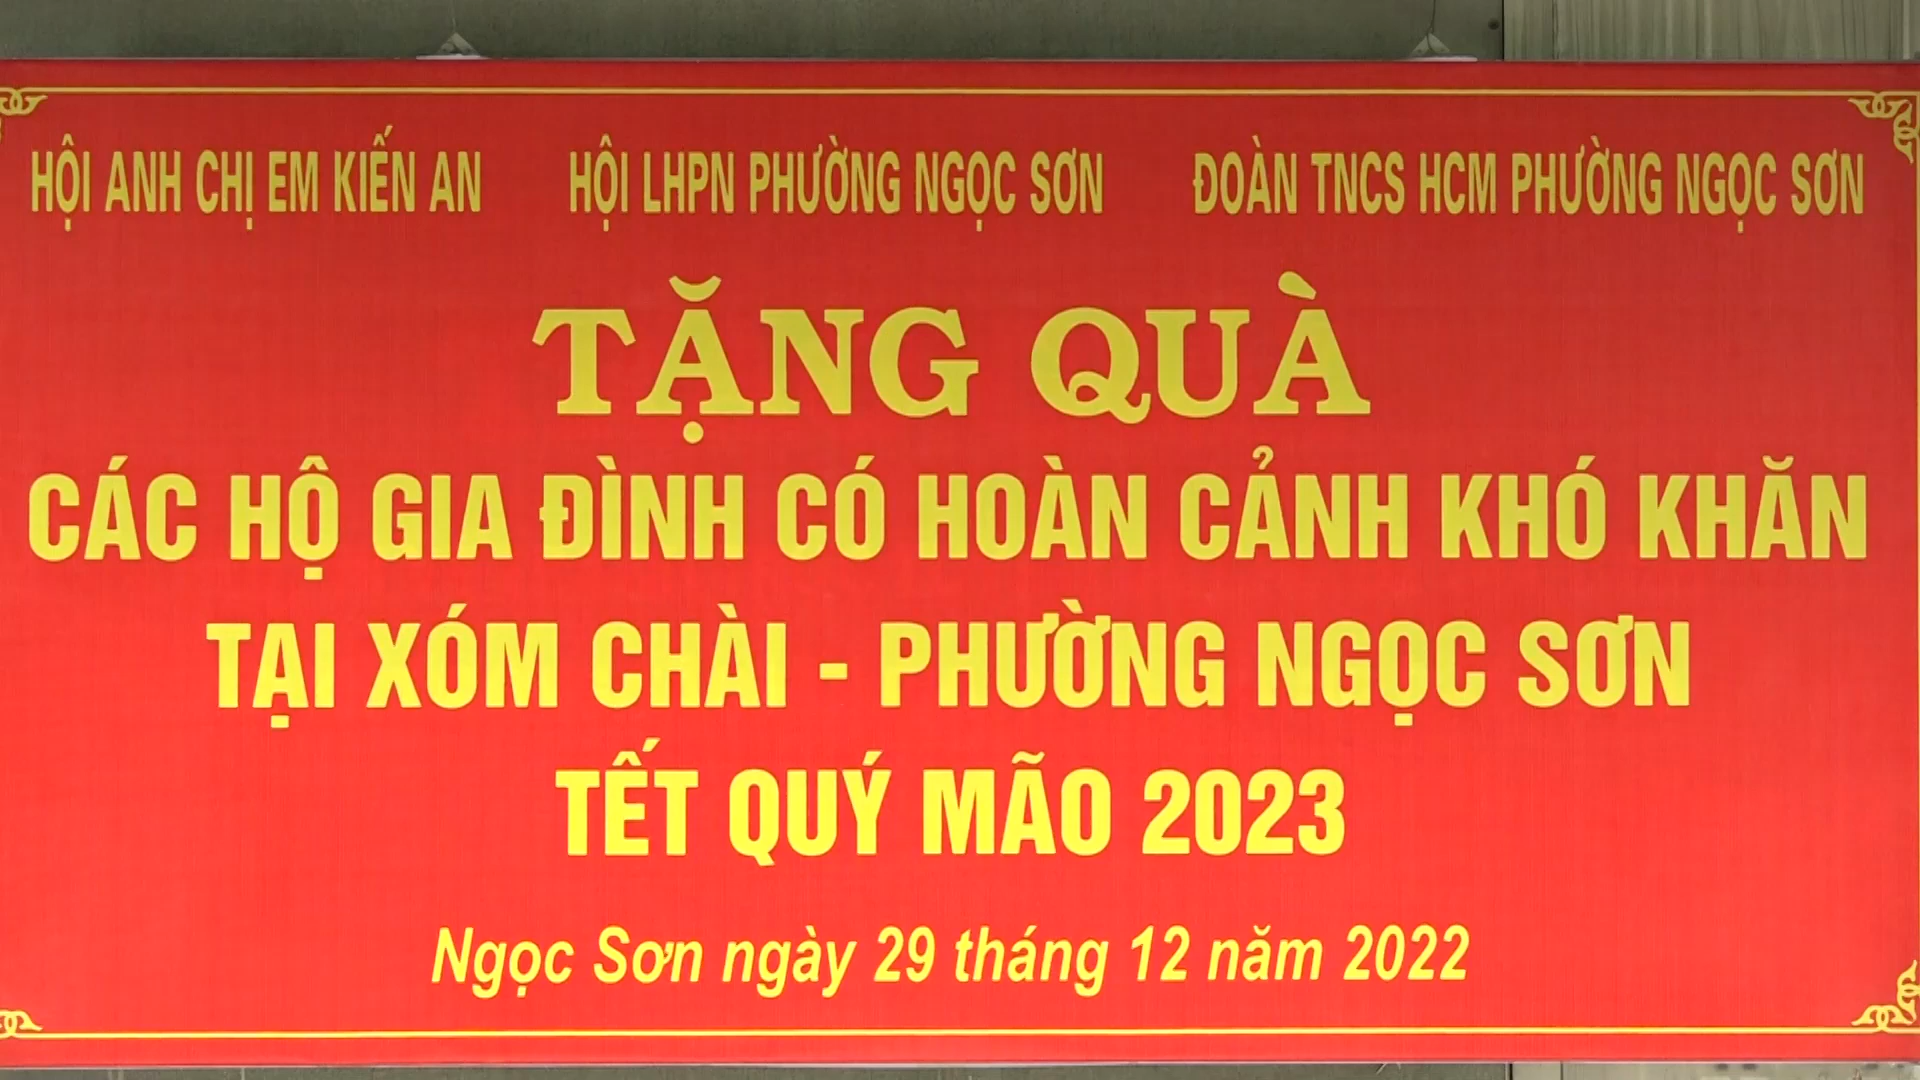 HỘI ANH CHỊ EM KIẾN AN HỘI LHPN PHƯỜNG NGỌC SƠN ĐOÀN TNCS HCM PHƯỜNG NGỌC SƠN
TẶNG QUÀ
CÁC HỘ GIA ĐÌNH CÓ HOÀN CẢNH KHÓ KHĂN
TẠI XÓM CHÀI - PHƯỜNG NGỌC SƠN
TẾT QUÝ MÃO 2023
Ngọc Sơn ngày 29 tháng 12 năm 2022